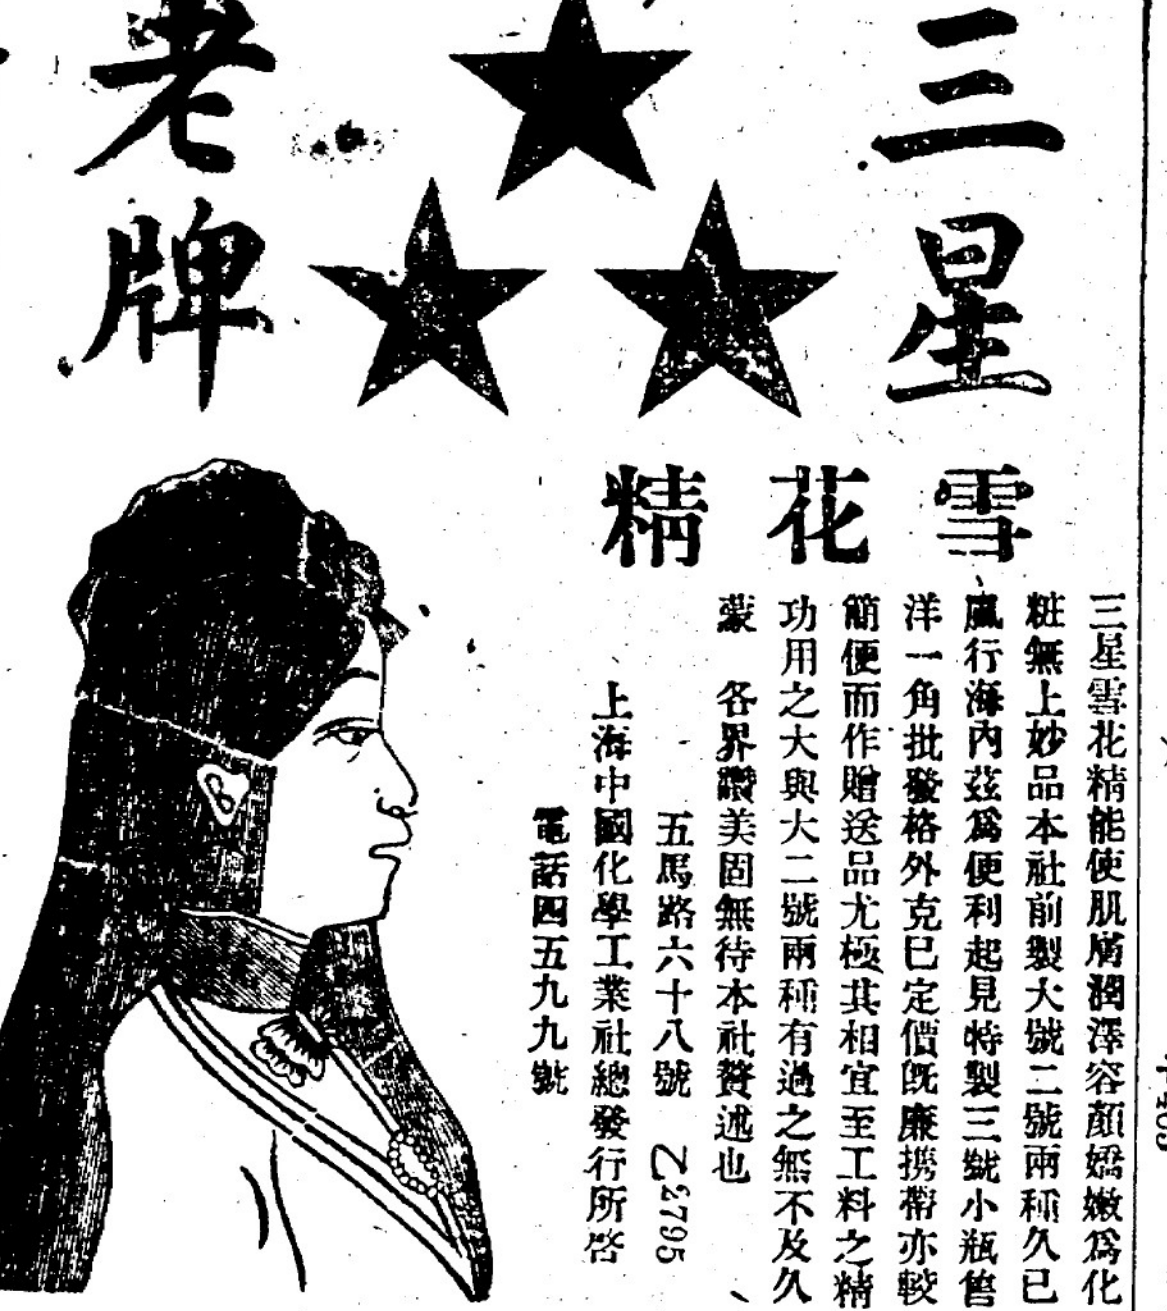 三星
老牌
雪花精
三星雪花精能使肌膚潤澤容顏嬌嫩爲化
粧無上妙品本社前製大號二號兩種久已
風行海內茲爲便利起見特製三號小瓶售
洋一角批發格外克已定價旣廉携帶亦較
簡便而作贈送品尤極其相宜至工料之精
功用之大與大二號兩種有過之無不及久
蒙　各界讚美固無待本社贅述也
五馬路六十八號　Z2795
上海中國化學工業社總發行所啓
電話四五九九號